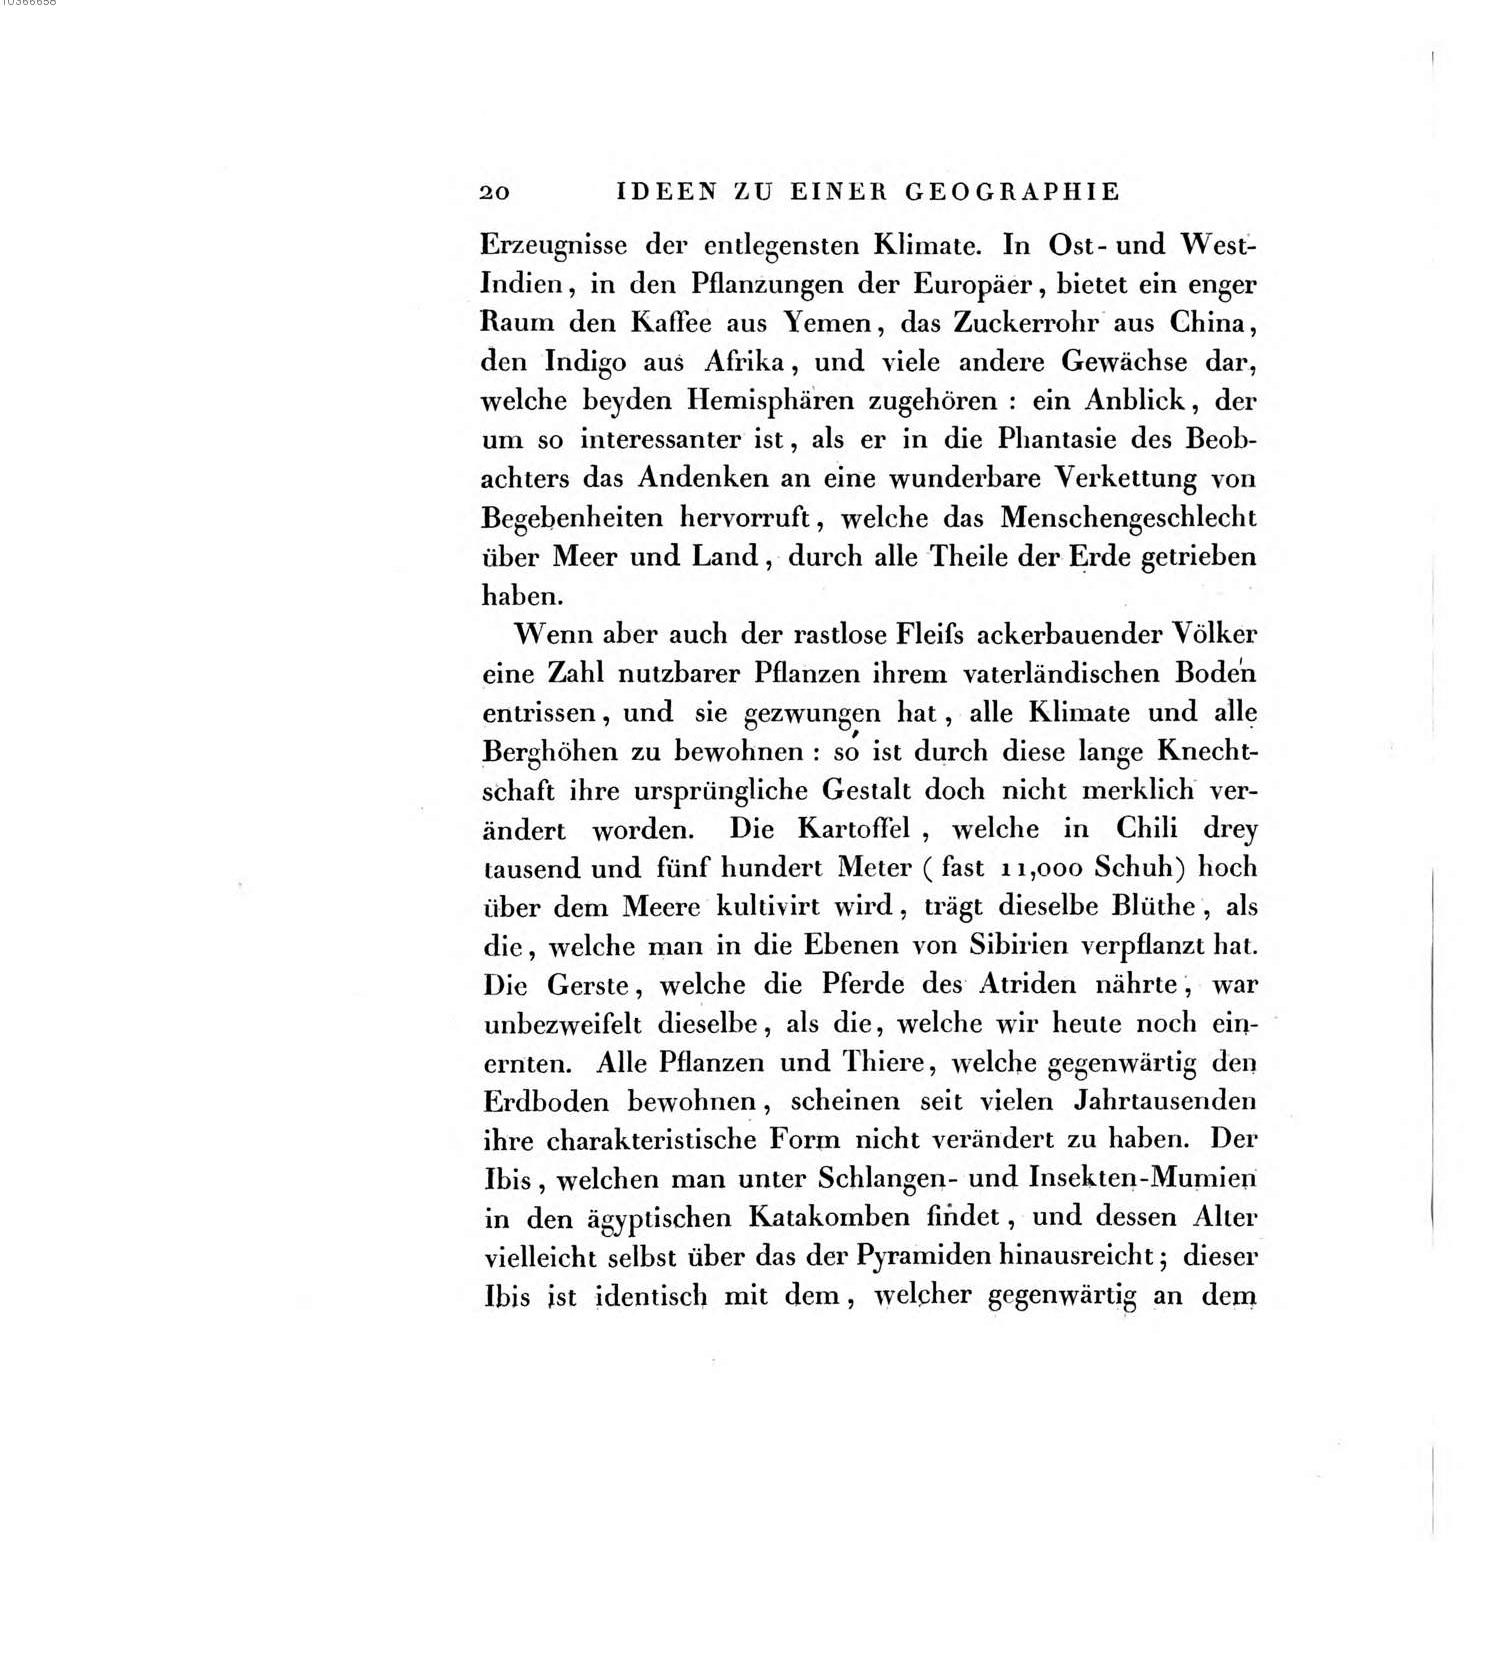 10366658
20 IDEEN ZU EINER GEOGRAPHIE
Erzeugnisse der entlegensten Klimate. In Ost- und West-
Indien, in den Pflanzungen der Europäer, bietet ein enger
Raum den Kaffee aus Yemen, das Zuckerrohr aus China,
den Indigo aus Afrika, und viele andere Gewächse dar,
welche beyden Hemisphären zugehören : ein Anblick, der
um so interessanter ist, als er in die Phantasie des Beob-
achters das Andenken an eine wunderbare Verkettung von
Begebenheiten hervorruft, welche das Menschengeschlecht
über Meer und Land, durch alle Theile der Erde getrieben
haben.
Wenn aber auch der rastlose Fleiſs ackerbauender Völker
eine Zahl nutzbarer Pflanzen ihrem vaterländischen Boden
entrissen, und sie gezwungen hat, alle Klimate und alle
Berghöhen zu bewohnen : so ist durch diese lange Knecht-
schaft ihre ursprüngliche Gestalt doch nicht merklich ver-
ändert worden. Die Kartoffel , welche in Chili drey
tausend und fünf hundert Meter ( fast 11,000 Schuh) hoch
über dem Meere kultivirt wird, trägt dieselbe Blüthe, als
die, welche man in die Ebenen von Sibirien verpflanzt hat.
Die Gerste, welche die Pferde des Atriden nährte, war
unbezweifelt dieselbe, als die, welche wir heute noch ein-
ernten. Alle Pflanzen und Thiere, welche gegenwärtig den
Erdboden bewohnen, scheinen seit vielen Jahrtausenden
ihre charakteristische Form nicht verändert zu haben. Der
Ibis, welchen man unter Schlangen- und Insekten-Mumien
in den ägyptischen Katakomben findet, und dessen Alter
vielleicht selbst über das der Pyramiden hinausreicht; dieser
Ibis ist identisch mit dem, welcher gegenwärtig an dem